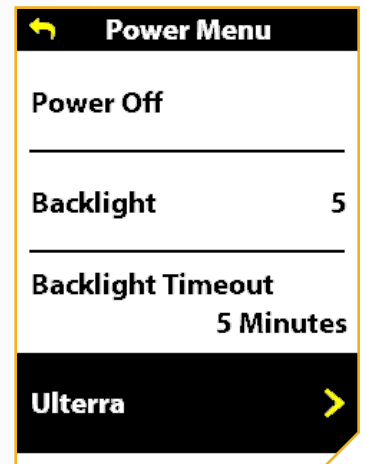 Power Menu
Power Off
Backlight 5
Backlight Timeout
5 Minutes
Ulterra